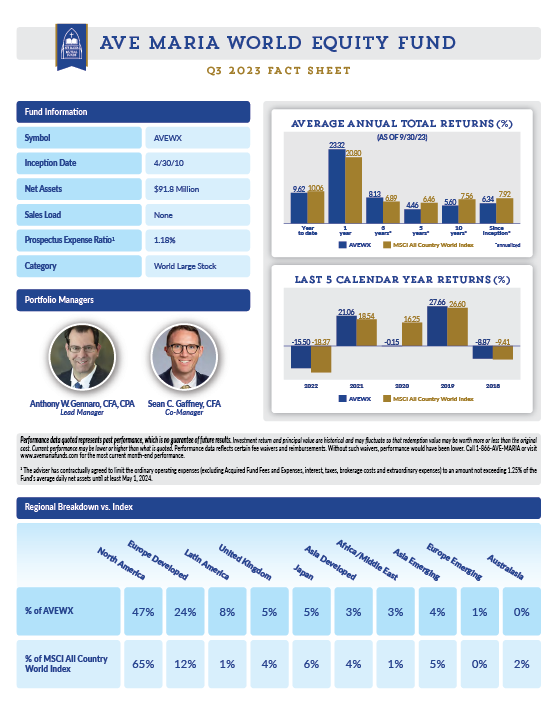 AVE MARIA WORLD EQUITY FUND
Q3 2023 FACT SHEET
Fund Information
Symbol AVEWX
Inception Date 4/30/10
Net Assets $91.8 Million
Sales Load None
Prospectus Expense Ratio¹ 1.18%
Category World Large Stock
Portfolio Managers
Anthony W. Gennaro, CFA, CPA
Lead Manager
Sean C. Gaffney, CFA
Co-Manager
AVERAGE ANNUAL TOTAL RETURNS (%)
(AS OF 9/30/23)
9.62 10.06 23.32 20.80 8.13 6.89 4.46 6.46 5.60 7.56 6.34 7.92
Year to date
1 year
5 year*
10 year*
Since Inception*
AVEWX MSCI All Country World Index *annualized
LAST 5 CALENDAR YEAR RETURNS (%)
-15.50 -18.37 21.06 18.54 -0.15 16.25 27.66 26.60 -8.87 -9.41
2022 2021 2020 2019 2018
AVEWX MSCI All Country World Index
Performance data quoted represents past performance, which is no guarantee of future results. Investment return and principal value are historical and may fluctuate so that redemption value may be worth more or less than the original
cost. Current performance may be lower or higher than what is quoted. Performance data reflects certain fee waivers and reimbursements. Without such waivers, performance would have been lower. Call 1-866-AVE-MARIA or visit
www.avemariafunds.com for the most current month-end performance.
¹ The adviser has contractually agreed to limit the ordinary operating expenses (excluding Acquired Fund Fees and Expenses, interest, taxes, brokerage costs and extraordinary expenses) to an amount not exceeding 1.25% of the
Fund's average daily net assets until at least May 1, 2024.
Regional Breakdown vs. Index
North America
Europe Developed
Latin America
United Kingdom
Japan
Asia Developed
Africa/Middle East
Asia Emerging
Europe Emerging
Australasia
% of AVEWX 47% 24% 8% 5% 5% 3% 3% 4% 1% 0%
% of MSCI All Country
World Index 65% 12% 1% 4% 6% 4% 1% 5% 0% 2%